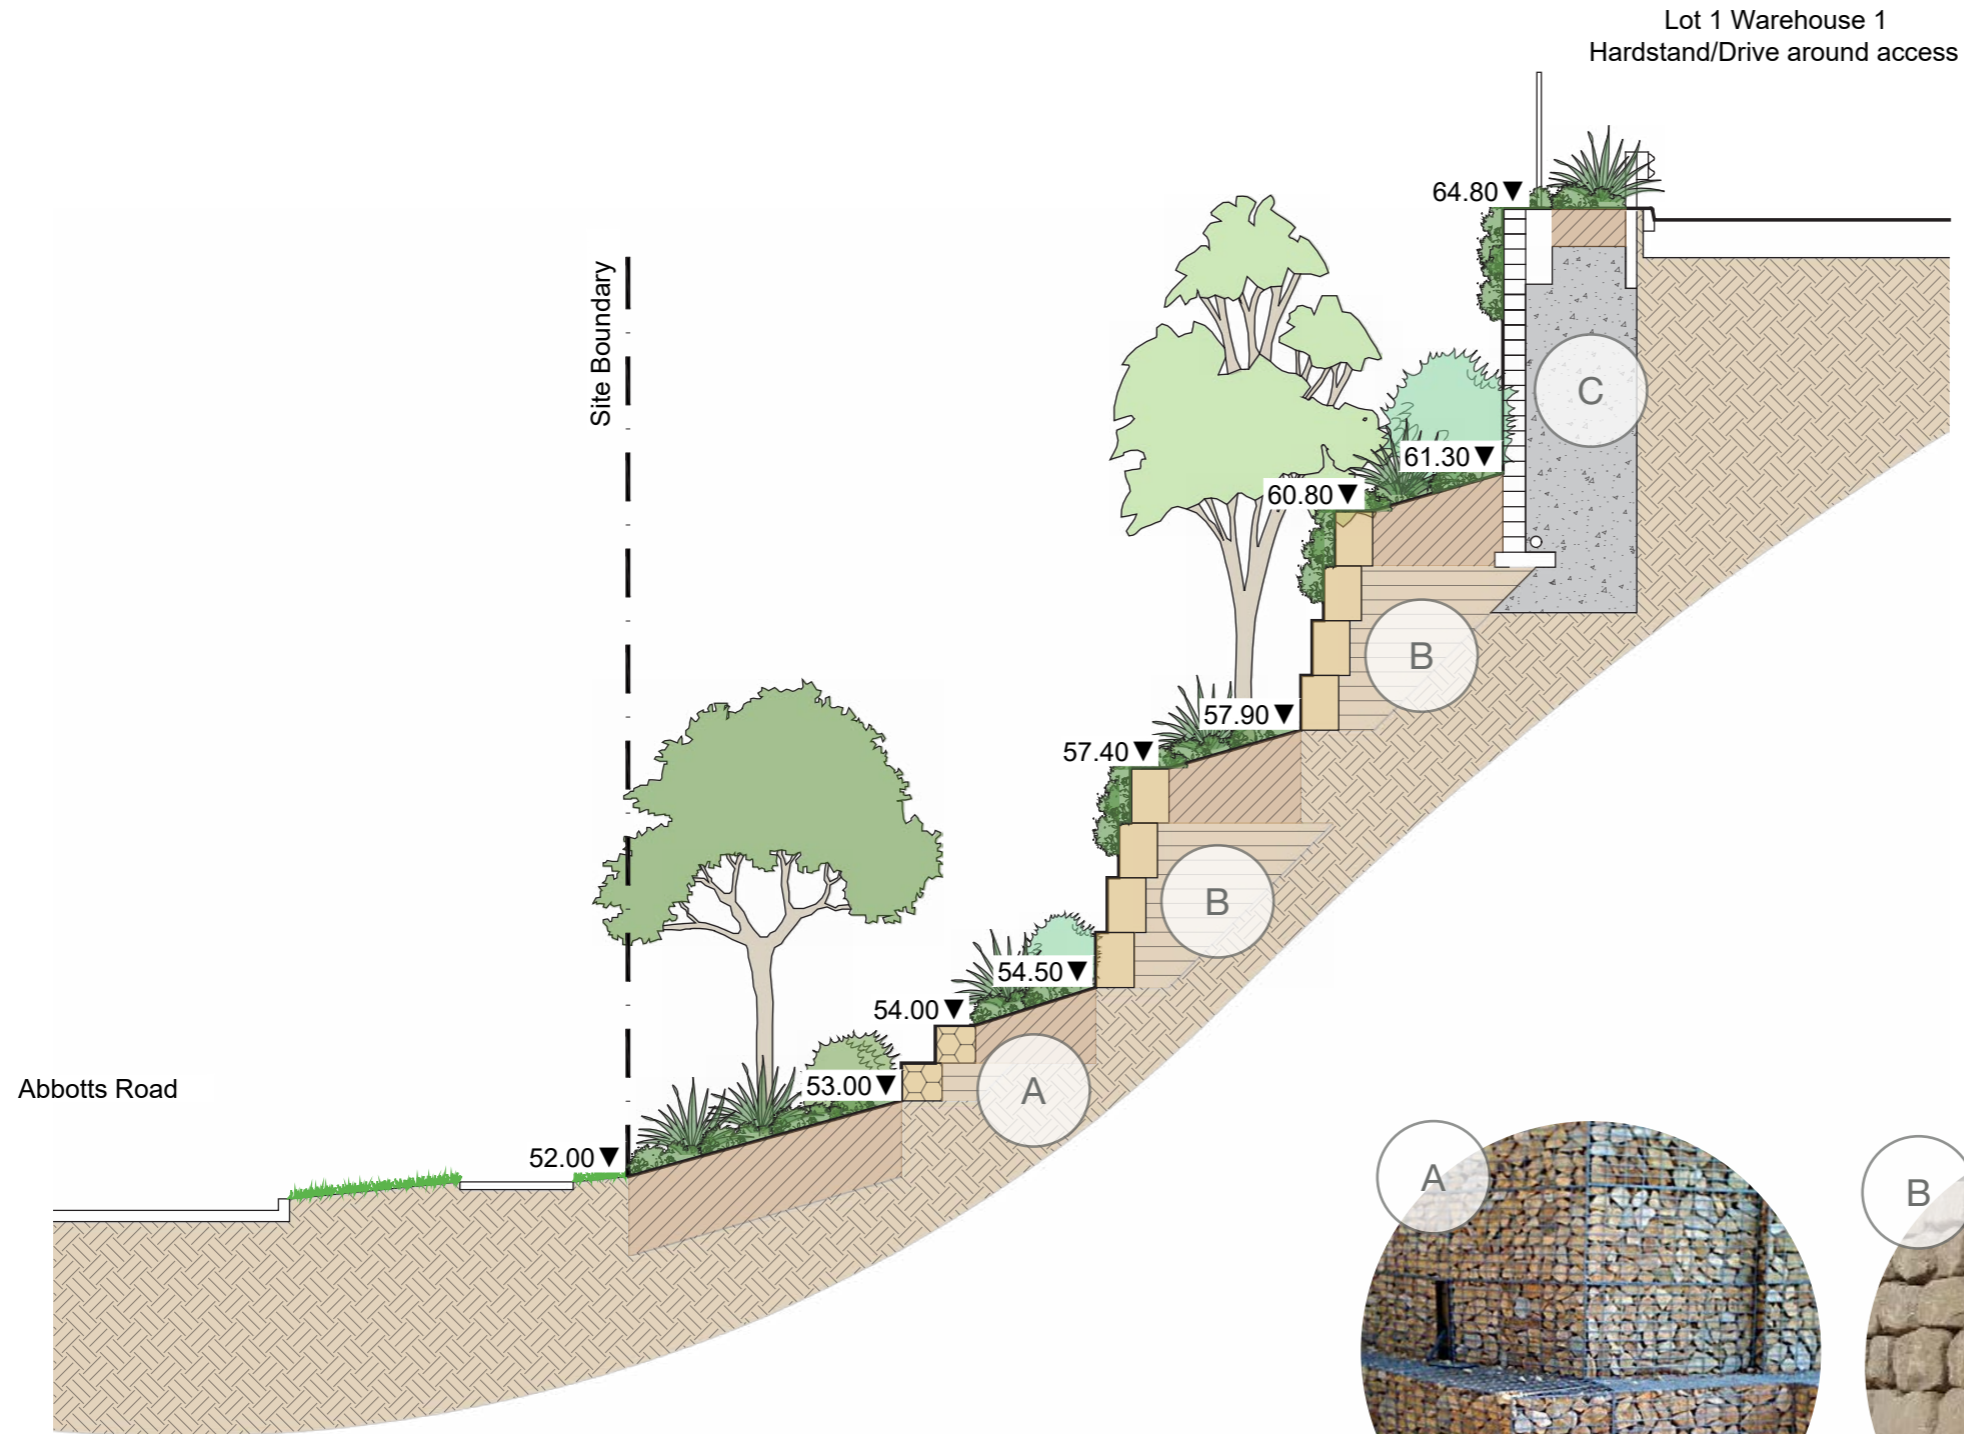 Lot 1 Warehouse 1
Hardstand/Drive around access
64.80▼
Site Boundary
C
61.30▼
60.80▼
B
57.90▼
57.40▼
B
54.50▼
54.00▼
A
53.00▼
Abbotts Road
52.00▼
A
B